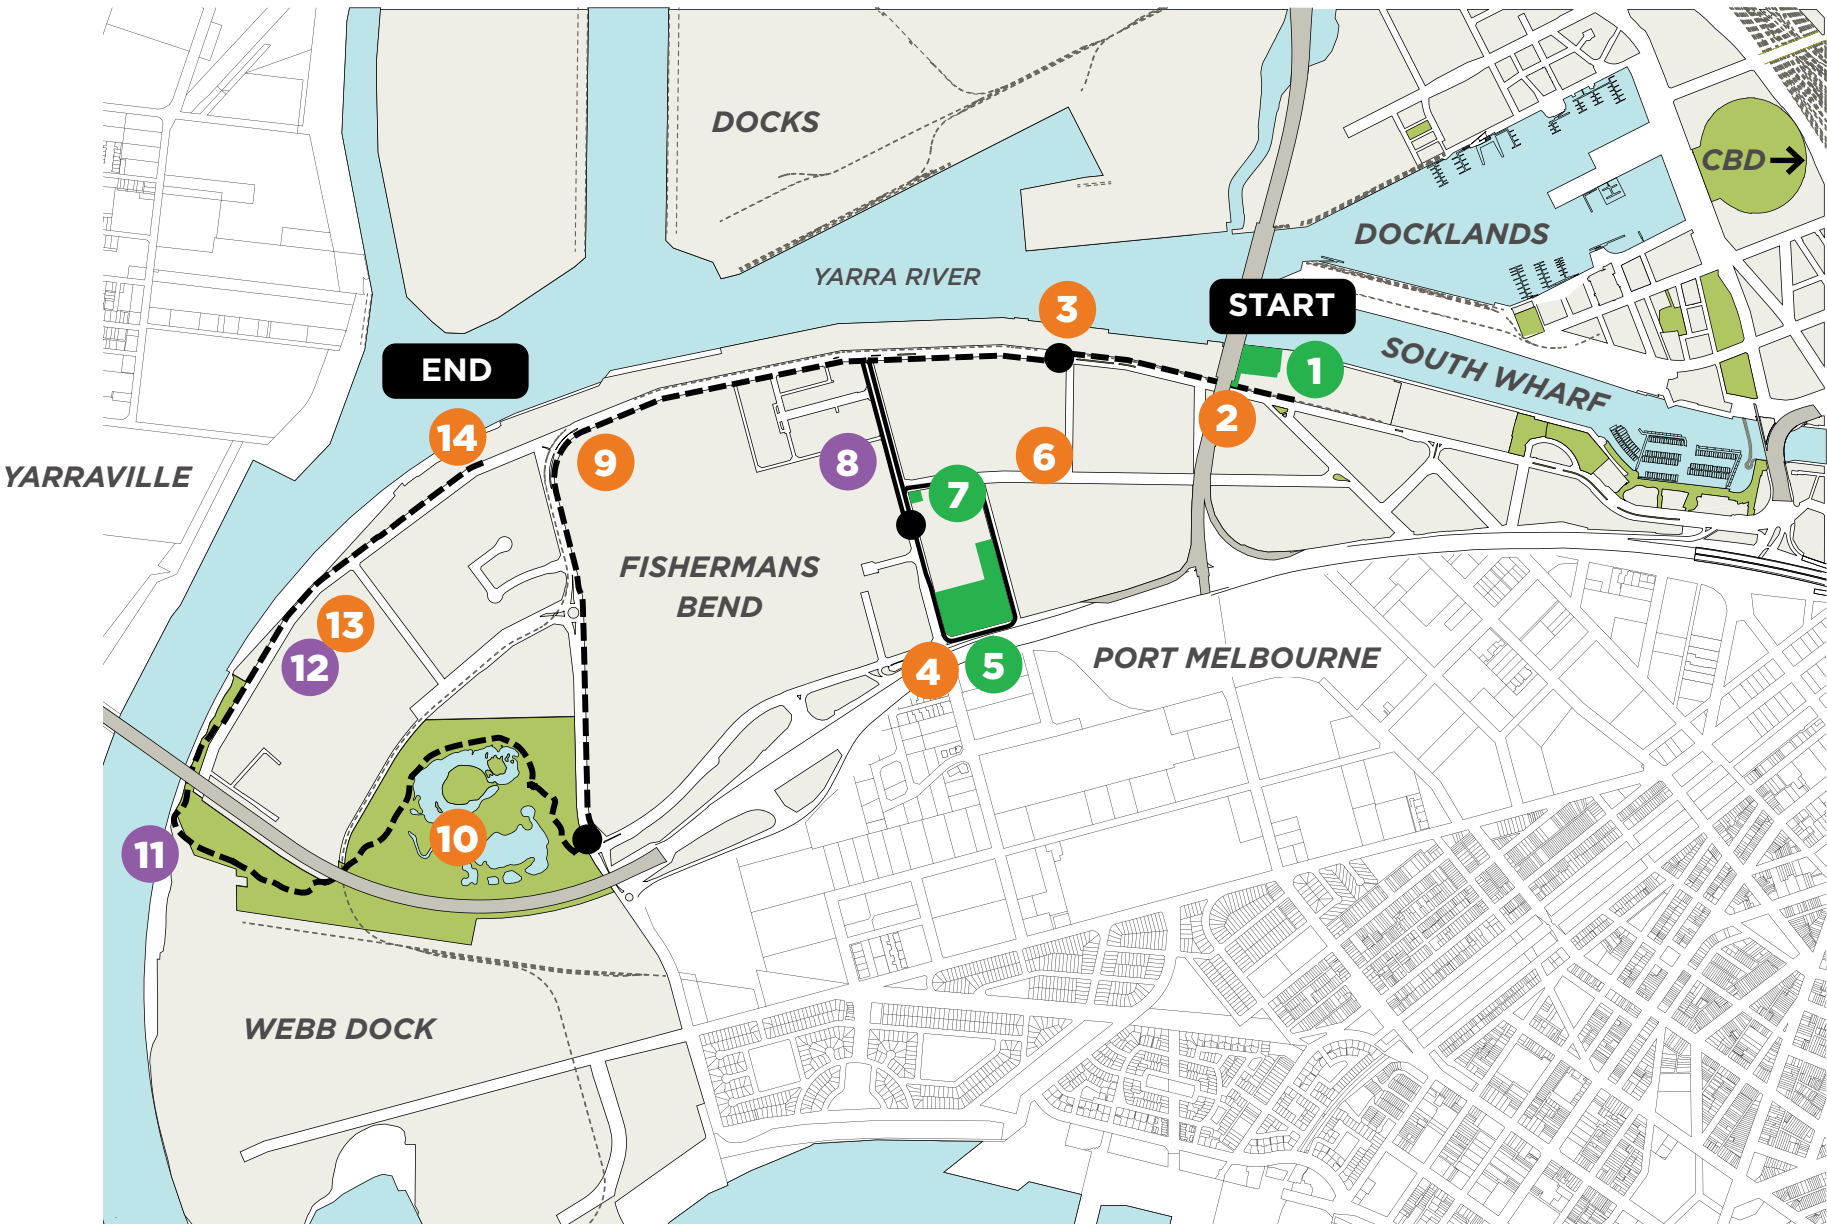 DOCKS
CBD
DOCKLANDS
YARRA RIVER
3
START
1
SOUTH WHARF
END
2
14
9
8
6
7
YARRAVILLE
FISHERMANS
BEND
13
12
4
5
PORT MELBOURNE
10
11
WEBB DOCK